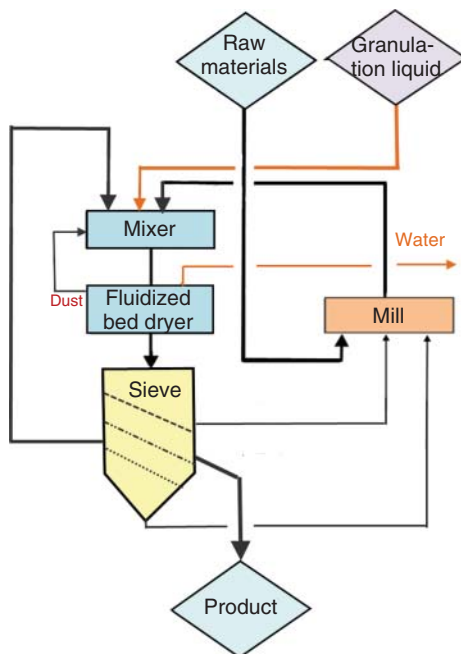 Raw
materials
Granula-
tion liquid
Mixer
Water
Dust
Fluidized
bed dryer
Mill
Sieve
Product